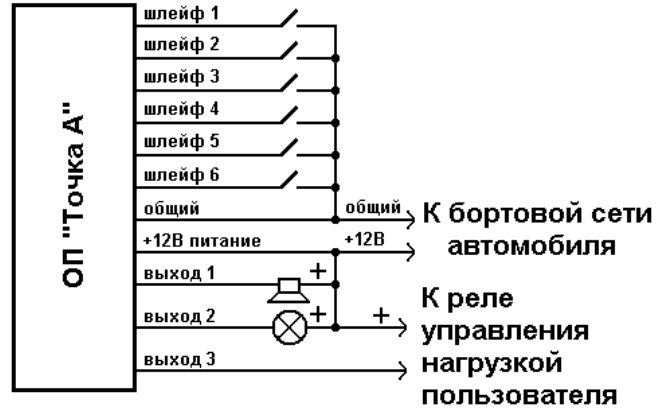 ОП "Точка А"
шлейф 1
шлейф 2
шлейф 3
шлейф 4
шлейф 5
шлейф 6
общий
общий
К бортовой сети
автомобиля
+12В питание
+12В
выход 1
+
выход 2
+
+
К реле
управления
нагрузкой
пользователя
выход 3